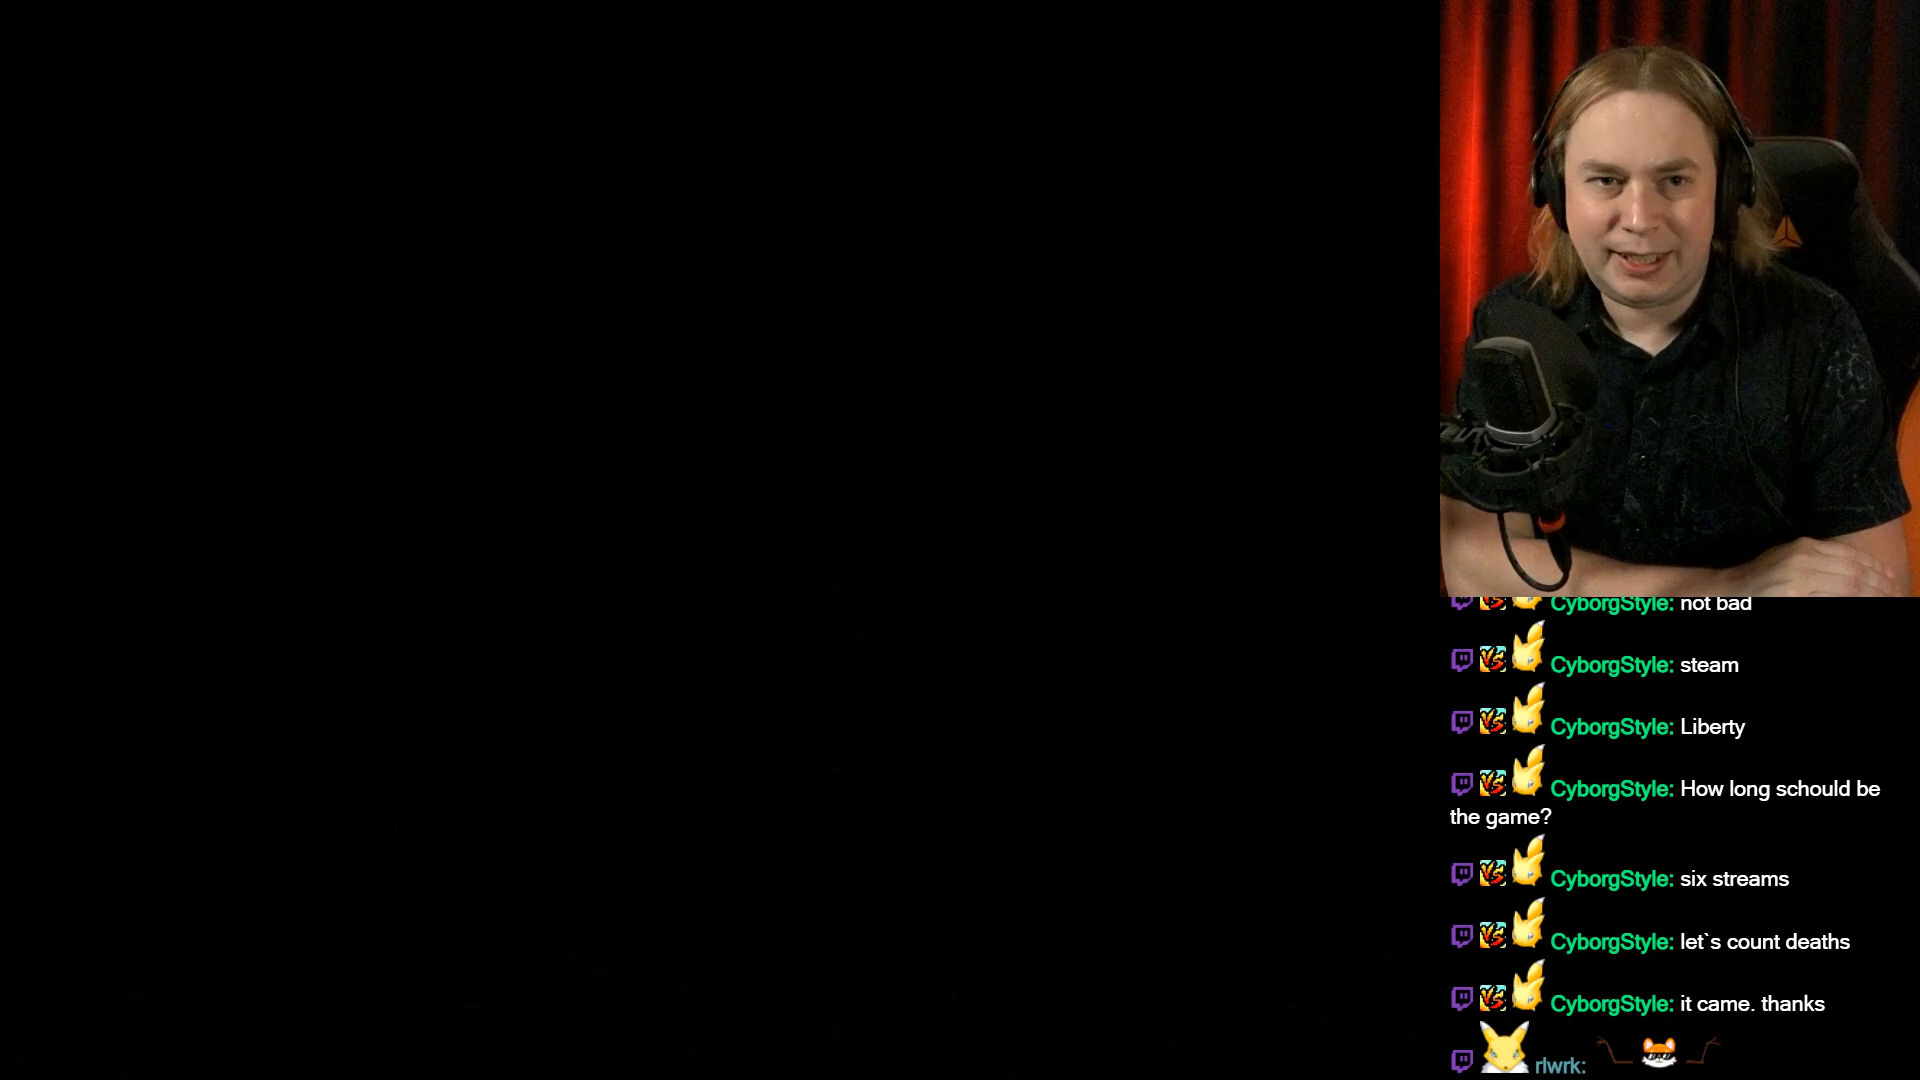 CyborgStyle: not bad
CyborgStyle: steam
CyborgStyle: Liberty
CyborgStyle: How long schould be
the game?
CyborgStyle: six streams
CyborgStyle: let`s count deaths
CyborgStyle: it came. thanks
rlwrk: